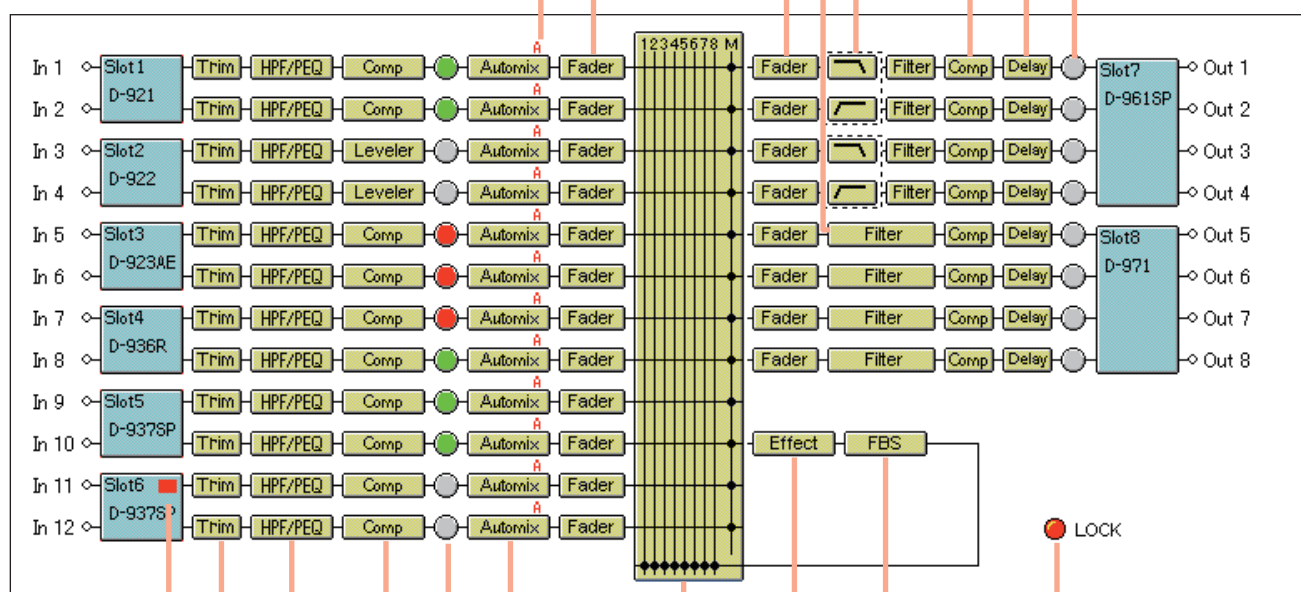 A A
12345678 M
In 1 Slot1 Trim HPF/PEQ Comp Automix Fader Fader Filter Comp Delay Slot7 Out 1
D-921 A D-961SP
In 2 Trim HPF/PEQ Comp Automix Fader Fader Filter Comp Delay Out 2
A
In 3 Slot2 Trim HPF/PEQ Leveler Automix Fader Fader Filter Comp Delay Out 3
D-922 A
In 4 Trim HPF/PEQ Leveler Automix Fader Fader Filter Comp Delay Out 4
A
In 5 Slot3 Trim HPF/PEQ Comp Automix Fader Fader Filter Comp Delay Slot8 Out 5
D-923AE A D-971
In 6 Trim HPF/PEQ Comp Automix Fader Fader Filter Comp Delay Out 6
A
In 7 Slot4 Trim HPF/PEQ Comp Automix Fader Fader Filter Comp Delay Out 7
D-936R A
In 8 Trim HPF/PEQ Comp Automix Fader Fader Filter Comp Delay Out 8
A
In 9 Slot5 Trim HPF/PEQ Comp Automix Fader
D-937SP A
In 10 Trim HPF/PEQ Comp Automix Fader Effect FBS
A
In 11 Slot6 Trim HPF/PEQ Comp Automix Fader
D-937SP A
In 12 Trim HPF/PEQ Comp Automix Fader LOCK